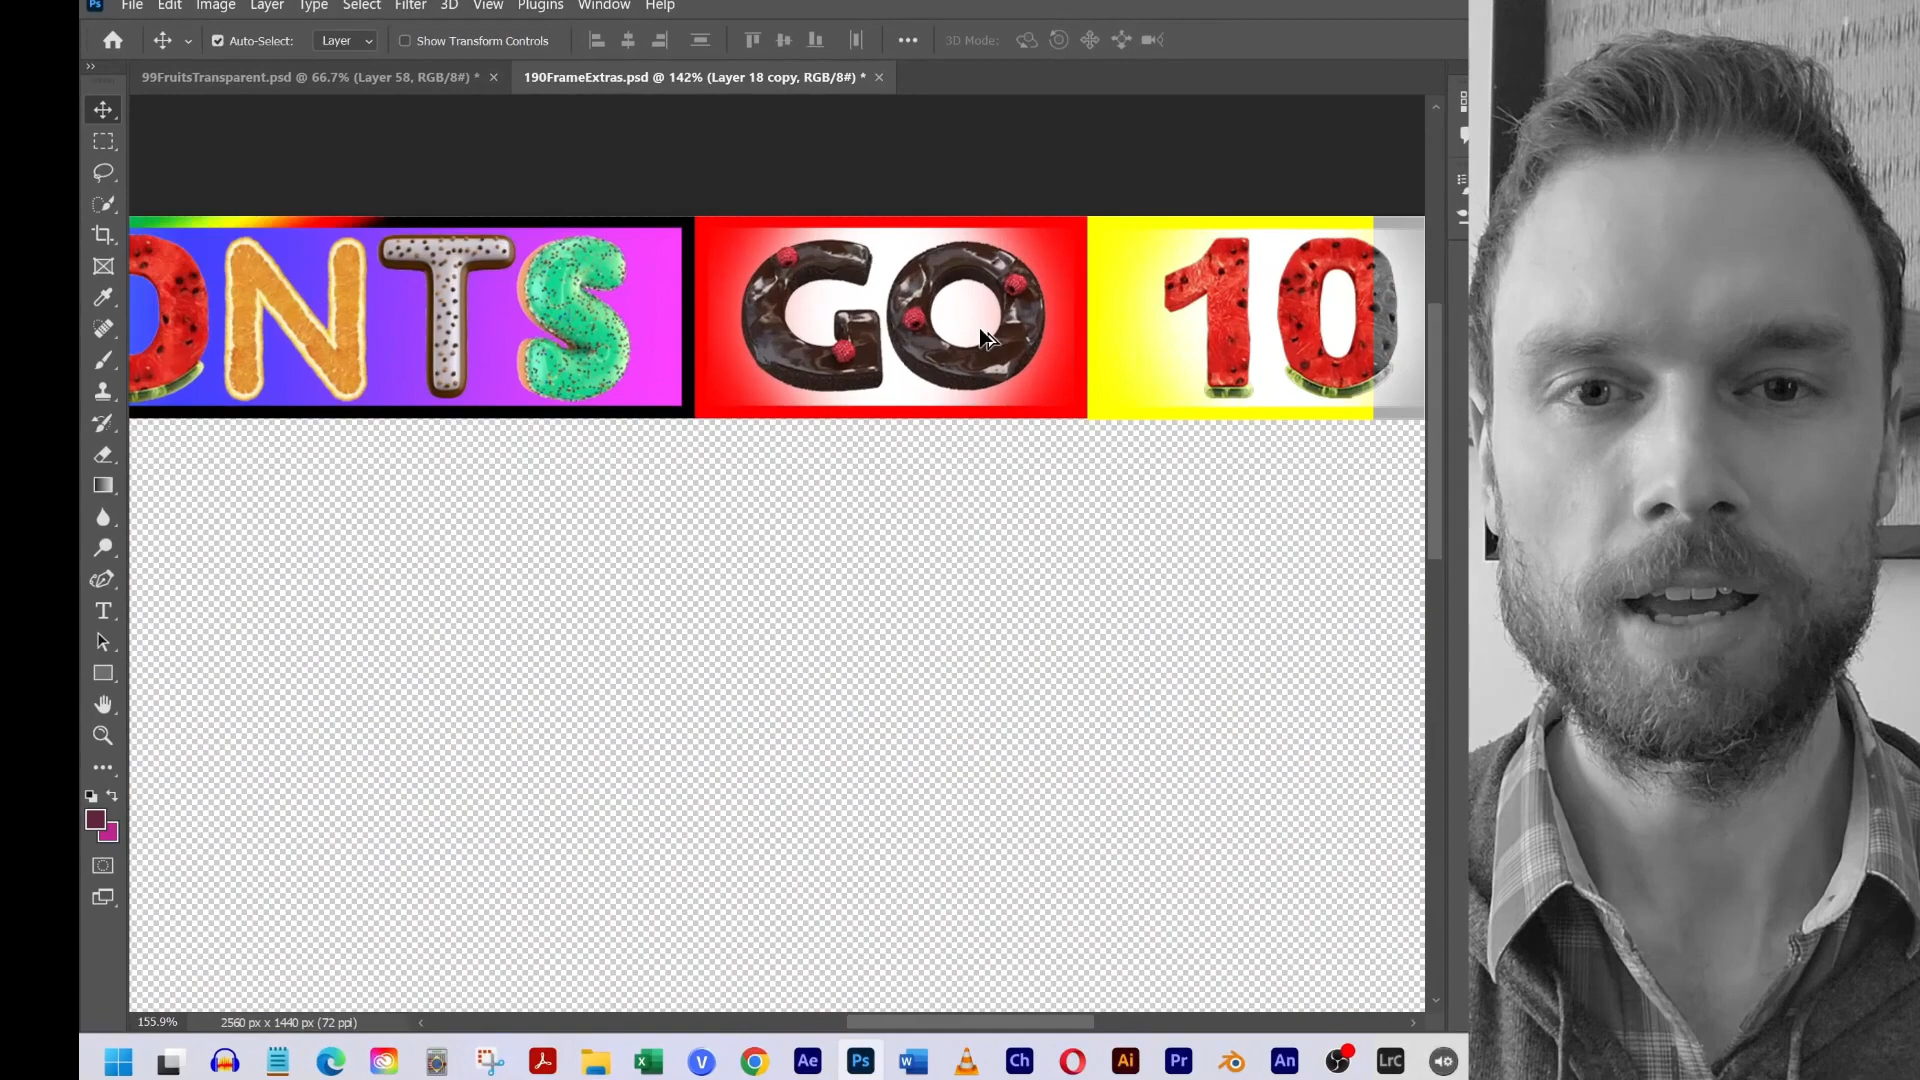 Ps File Edit Image Layer Type Select Filter 3D View Plugins Window Help
Auto-Select: Layer Show Transform Controls 3D Mode:
99FruitsTransparent.psd @ 66.7% (Layer 58, RGB/8#) *
190FrameExtras.psd @ 142% (Layer 18 copy, RGB/8#) *
ONTS GO 10
T
155.9% 2560 px x 1440 px (72 ppi)
V Ae Ps W Ch Ai Pr An LrC